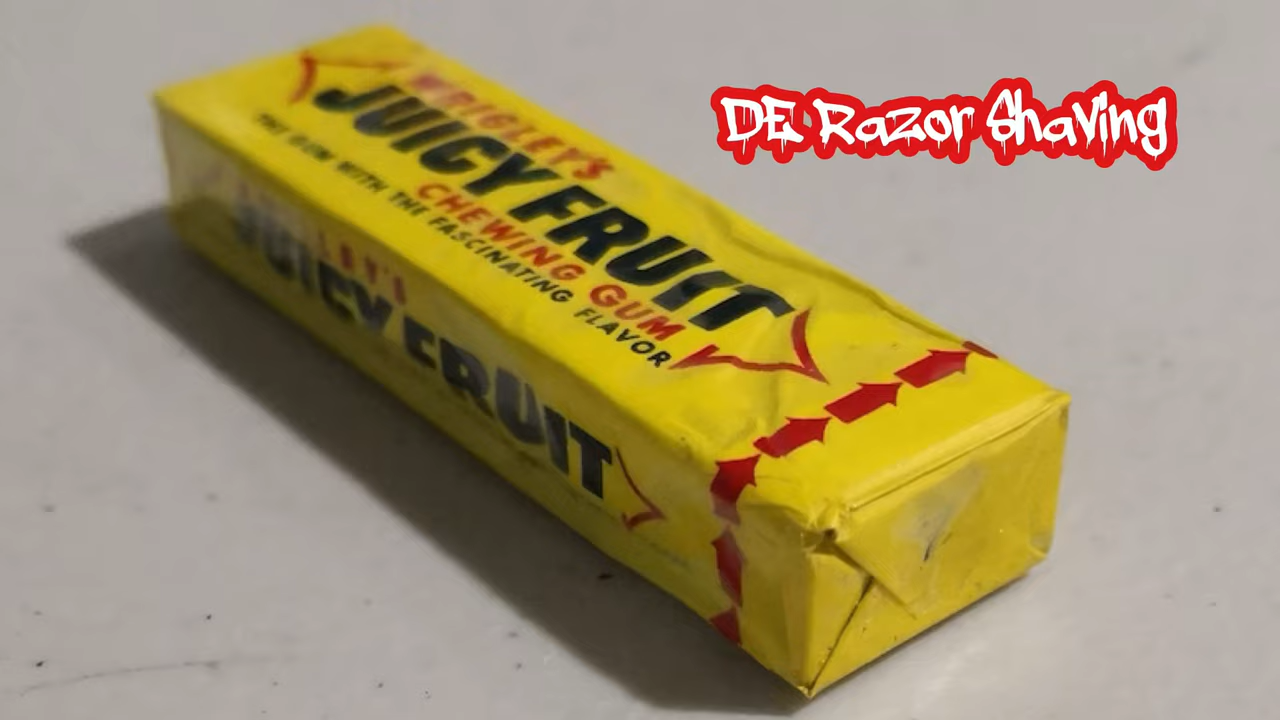 DE Razor Shaving
WRIGLEY'S
JUICY FRUIT
CHEWING GUM
THE GUM WITH THE FASCINATING FLAVOR
JUICY FRUIT